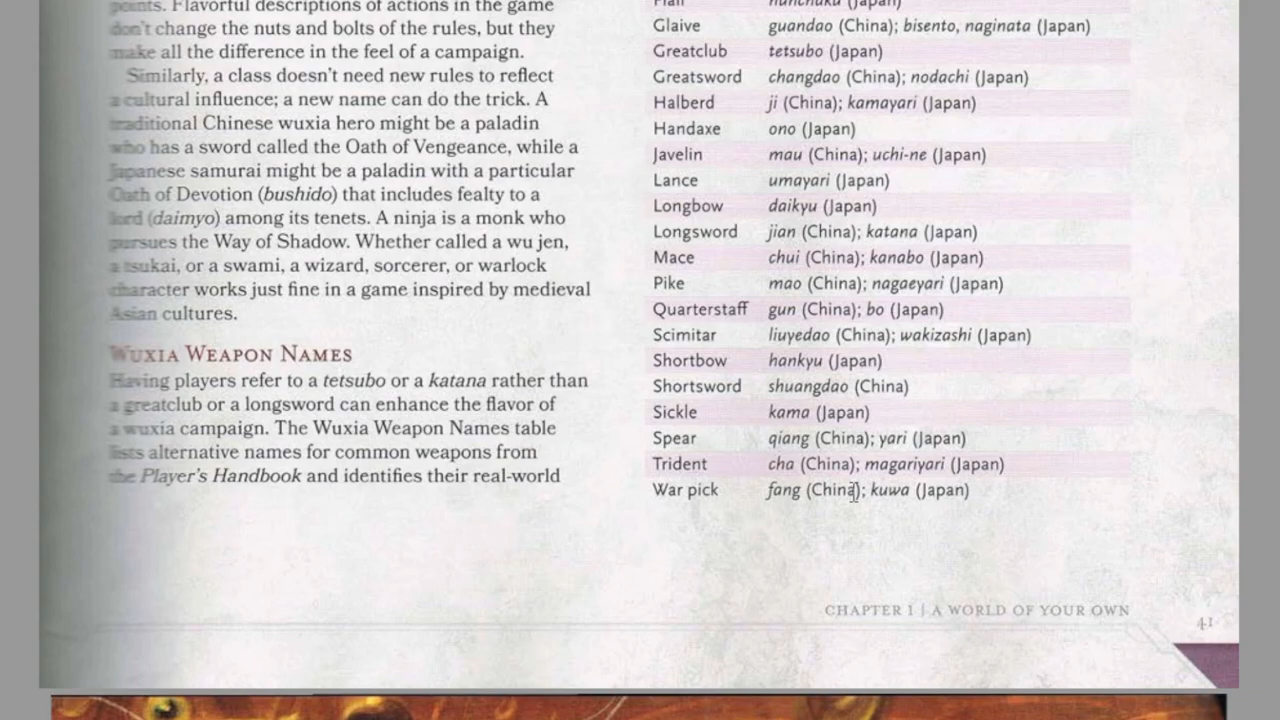 points. Flavorful descriptions of actions in the game
don't change the nuts and bolts of the rules, but they
make all the difference in the feel of a campaign.
Similarly, a class doesn't need new rules to reflect
a cultural influence; a new name can do the trick. A
traditional Chinese wuxia hero might be a paladin
who has a sword called the Oath of Vengeance, while a
Japanese samurai might be a paladin with a particular
Oath of Devotion (bushido) that includes fealty to a
lord (daimyo) among its tenets. A ninja is a monk who
pursues the Way of Shadow. Whether called a wu jen,
a tsukai, or a swami, a wizard, sorcerer, or warlock
character works just fine in a game inspired by medieval
Asian cultures.
Wuxia Weapon Names
Having players refer to a tetsubo or a katana rather than
a greatclub or a longsword can enhance the flavor of
a wuxia campaign. The Wuxia Weapon Names table
lists alternative names for common weapons from
the Player's Handbook and identifies their real-world
Flail nunchaku (Japan)
Glaive guandao (China); bisento, naginata (Japan)
Greatclub tetsubo (Japan)
Greatsword changdao (China); nodachi (Japan)
Halberd ji (China); kamayari (Japan)
Handaxe ono (Japan)
Javelin mau (China); uchi-ne (Japan)
Lance umayari (Japan)
Longbow daikyu (Japan)
Longsword jian (China); katana (Japan)
Mace chui (China); kanabo (Japan)
Pike mao (China); nagaeyari (Japan)
Quarterstaff gun (China); bo (Japan)
Scimitar liuyedao (China); wakizashi (Japan)
Shortbow hankyu (Japan)
Shortsword shuangdao (China)
Sickle kama (Japan)
Spear qiang (China); yari (Japan)
Trident cha (China); magariyari (Japan)
War pick fang (China); kuwa (Japan)
CHAPTER 1 | A WORLD OF YOUR OWN
41